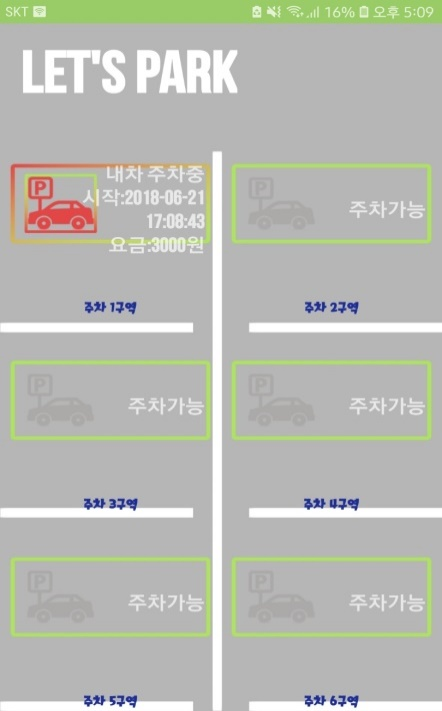 SKT 16% 오후 5:09
LET'S PARK
P
내차 주차중
시작:2018-06-21
17:08:43
요금:3000원
주차 1구역
P
주차가능
주차 2구역
P
주차가능
주차 3구역
P
주차가능
주차 4구역
P
주차가능
주차 5구역
P
주차가능
주차 6구역